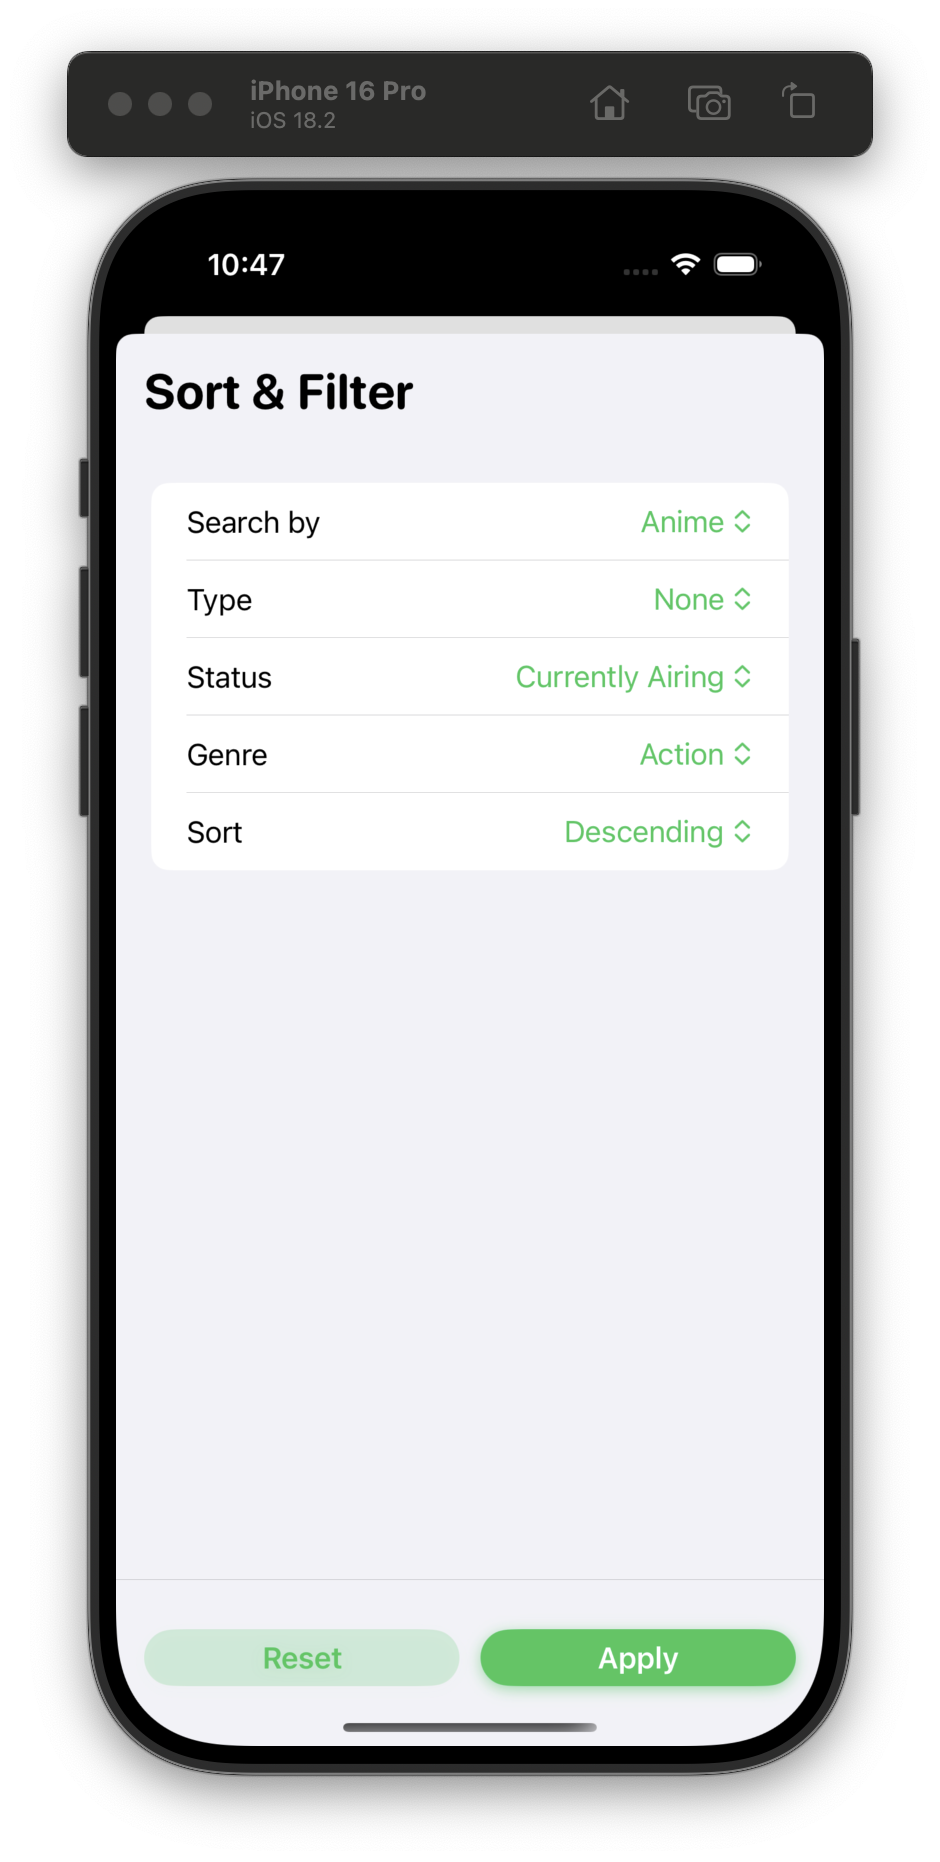 iPhone 16 Pro
iOS 18.2
10:47
Sort & Filter
Search by Anime
Type None
Status Currently Airing
Genre Action
Sort Descending
Reset Apply